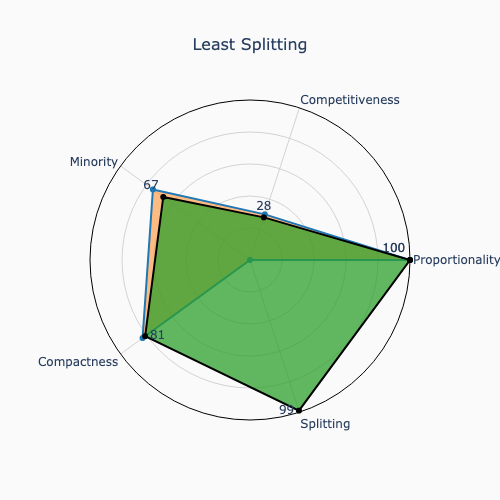 Least Splitting
Competitiveness
Minority
67
28
100
Proportionality
81
Compactness
99
Splitting